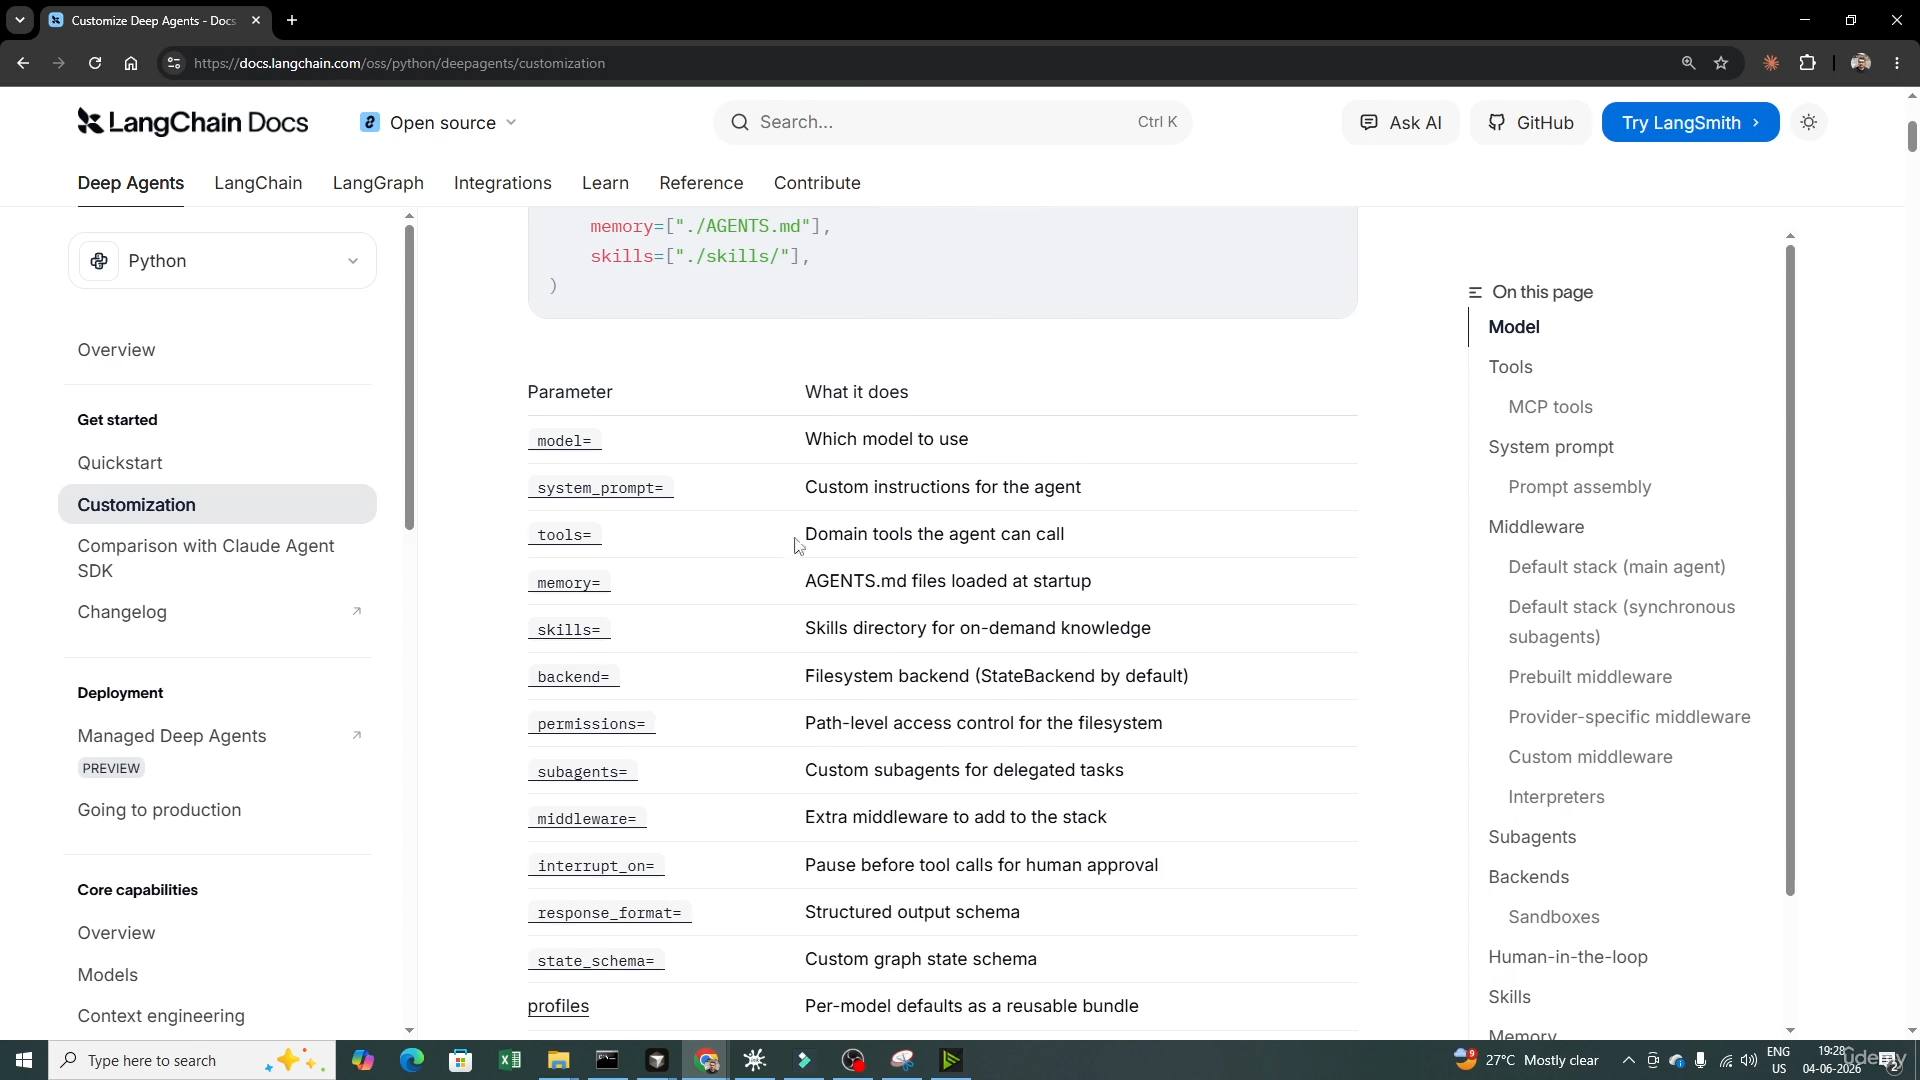 Customize Deep Agents - Docs
https://docs.langchain.com/oss/python/deepagents/customization
LangChain Docs
Open source
Search...
Ctrl K
Ask AI
GitHub
Try LangSmith
Deep Agents
LangChain
LangGraph
Integrations
Learn
Reference
Contribute
Python
Overview
Get started
Quickstart
Customization
Comparison with Claude Agent
SDK
Changelog
Deployment
Managed Deep Agents
PREVIEW
Going to production
Core capabilities
Overview
Models
Context engineering
memory=["./AGENTS.md"],
skills=["./skills/"],
)
Parameter What it does
model= Which model to use
system_prompt= Custom instructions for the agent
tools= Domain tools the agent can call
memory= AGENTS.md files loaded at startup
skills= Skills directory for on-demand knowledge
backend= Filesystem backend (StateBackend by default)
permissions= Path-level access control for the filesystem
subagents= Custom subagents for delegated tasks
middleware= Extra middleware to add to the stack
interrupt_on= Pause before tool calls for human approval
response_format= Structured output schema
state_schema= Custom graph state schema
profiles Per-model defaults as a reusable bundle
On this page
Model
Tools
MCP tools
System prompt
Prompt assembly
Middleware
Default stack (main agent)
Default stack (synchronous
subagents)
Prebuilt middleware
Provider-specific middleware
Custom middleware
Interpreters
Subagents
Backends
Sandboxes
Human-in-the-loop
Skills
Memory
Type here to search
27°C Mostly clear
ENG
US
19:28
04-06-2026
2
udemy